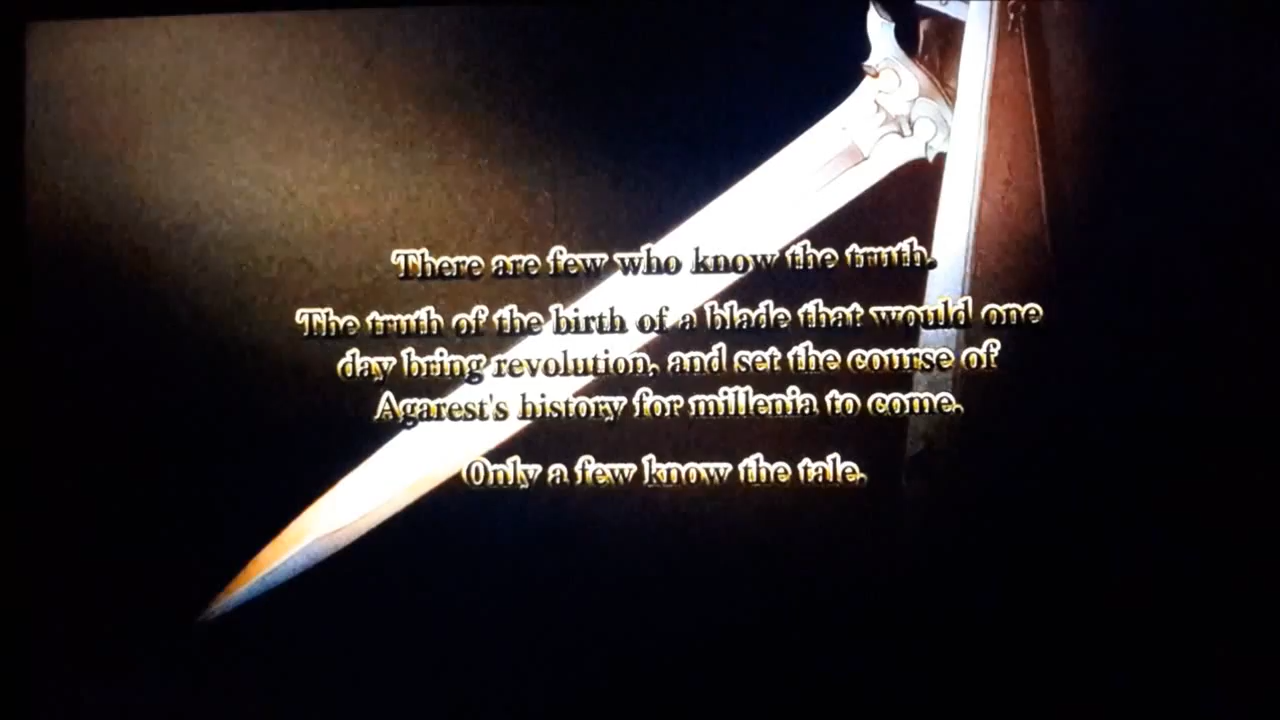 There are few who know the truth.
The truth of the birth of a blade that would one
day bring revolution, and set the course of
Agarest's history for millenia to come.
Only a few know the tale.